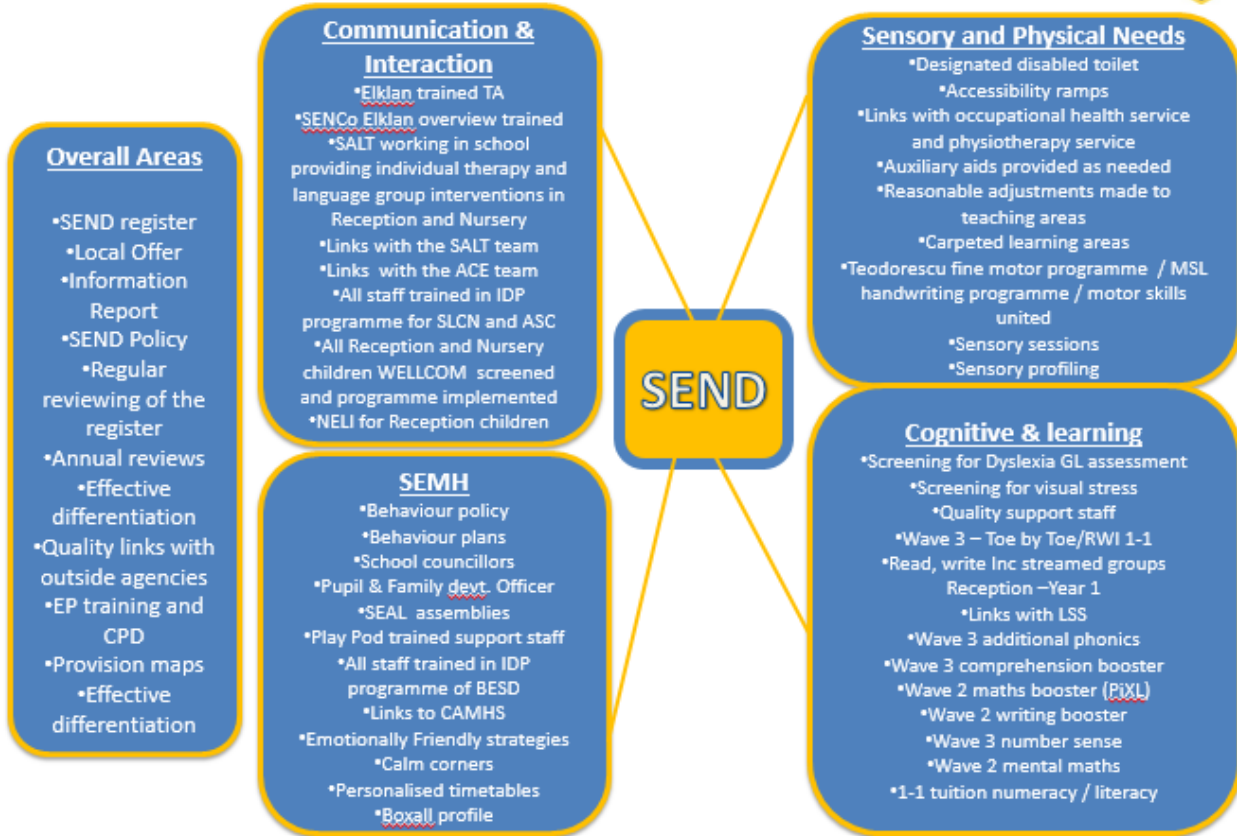 Overall Areas
•SEND register
•Local Offer
•Information
Report
•SEND Policy
•Regular
reviewing of the
register
•Annual reviews
•Effective
differentiation
•Quality links with
outside agencies
•EP training and
CPD
•Provision maps
•Effective
differentiation
Communication &
Interaction
•Elklan trained TA
•SENCo Elklan overview trained
•SALT working in school
providing individual therapy and
language group interventions in
Reception and Nursery
•Links with the SALT team
•Links with the ACE team
•All staff trained in IDP
programme for SLCN and ASC
•All Reception and Nursery
children WELLCOM screened
and programme implemented
•NELI for Reception children
SEMH
•Behaviour policy
•Behaviour plans
•School councillors
•Pupil & Family devt. Officer
•SEAL assemblies
•Play Pod trained support staff
•All staff trained in IDP
programme of BESD
•Links to CAMHS
•Emotionally Friendly strategies
•Calm corners
•Personalised timetables
•Boxall profile
SEND
Sensory and Physical Needs
•Designated disabled toilet
•Accessibility ramps
•Links with occupational health service
and physiotherapy service
•Auxiliary aids provided as needed
•Reasonable adjustments made to
teaching areas
•Carpeted learning areas
•Teodorescu fine motor programme / MSL
handwriting programme / motor skills
united
•Sensory sessions
•Sensory profiling
Cognitive & learning
•Screening for Dyslexia GL assessment
•Screening for visual stress
•Quality support staff
•Wave 3 – Toe by Toe/RWI 1-1
•Read, write Inc streamed groups
Reception –Year 1
•Links with LSS
•Wave 3 additional phonics
•Wave 3 comprehension booster
•Wave 2 maths booster (PiXL)
•Wave 2 writing booster
•Wave 3 number sense
•Wave 2 mental maths
•1-1 tuition numeracy / literacy